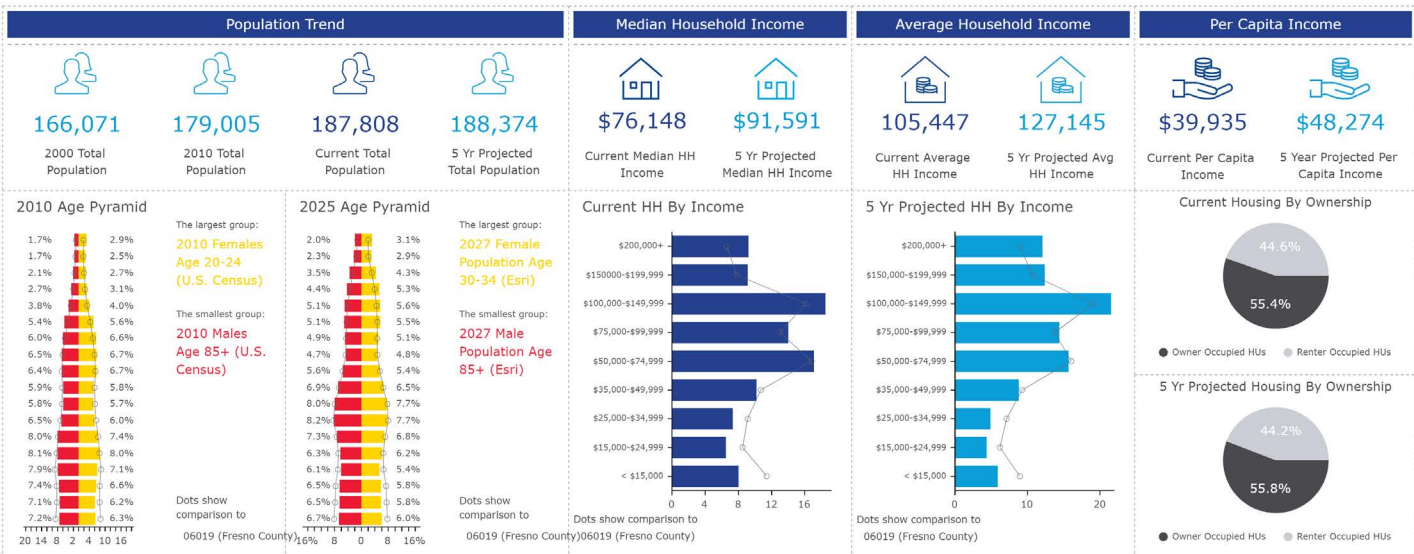 Population Trend
166,071
2000 Total
Population
179,005
2010 Total
Population
187,808
Current Total
Population
188,374
5 Yr Projected
Total Population
Median Household Income
$76,148
Current Median HH
Income
$91,591
5 Yr Projected
Median HH Income
Average Household Income
105,447
Current Average
HH Income
127,145
5 Yr Projected Avg
HH Income
Per Capita Income
$39,935
Current Per Capita
Income
$48,274
5 Year Projected Per
Capita Income
2010 Age Pyramid
1.7% 2.9%
1.7% 2.5%
2.1% 2.7%
2.7% 3.1%
3.8% 4.0%
5.4% 5.6%
6.0% 6.6%
6.5% 6.7%
6.4% 6.7%
5.9% 5.8%
5.8% 5.7%
6.5% 6.0%
8.0% 7.4%
8.1% 8.0%
7.9% 7.1%
7.4% 6.6%
7.1% 6.2%
7.2% 6.3%
20 14 8 2 4 10 16
The largest group:
2010 Females
Age 20-24
(U.S. Census)
The smallest group:
2010 Males
Age 85+ (U.S.
Census)
Dots show
comparison to
06019 (Fresno County)
2025 Age Pyramid
2.0% 3.1%
2.3% 2.9%
3.5% 4.3%
4.4% 5.3%
5.1% 5.6%
5.1% 5.5%
4.9% 5.1%
4.7% 4.8%
5.6% 5.4%
6.9% 6.5%
8.0% 7.7%
8.2% 7.7%
7.3% 6.8%
6.3% 6.2%
6.1% 5.4%
6.5% 5.8%
6.5% 5.8%
6.7% 6.0%
16% 8 0 8 16%
The largest group:
2027 Female
Population Age
30-34 (Esri)
The smallest group:
2027 Male
Population Age
85+ (Esri)
Dots show
comparison to
06019 (Fresno County)
Current HH By Income
$200,000+
$150000-$199,999
$100,000-$149,999
$75,000-$99,999
$50,000-$74,999
$35,000-$49,999
$25,000-$34,999
$15,000-$24,999
< $15,000
0 4 8 12 16
Dots show comparison to
06019 (Fresno County)
5 Yr Projected HH By Income
$200,000+
$150,000-$199,999
$100,000-$149,999
$75,000-$99,999
$50,000-$74,999
$35,000-$49,999
$25,000-$34,999
$15,000-$24,999
< $15,000
0 10 20
Dots show comparison to
06019 (Fresno County)
Current Housing By Ownership
44.6%
55.4%
Owner Occupied HUs Renter Occupied HUs
5 Yr Projected Housing By Ownership
44.2%
55.8%
Owner Occupied HUs Renter Occupied HUs